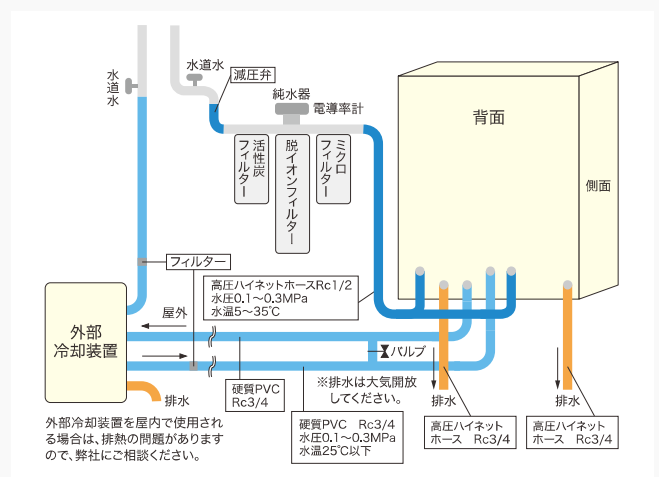 水道水
水道水
減圧弁
純水器
電導率計
活性炭
フィルター
脱イオンフィルター
ミクロ
フィルター
背面
側面
フィルター
高圧ハイネットホースRc1/2
水圧0.1～0.3MPa
水温5～35℃
屋外
外部
冷却装置
バルブ
硬質PVC
Rc3/4
※排水は大気開放
してください。
排水
排水
排水
硬質PVC　Rc3/4
水圧0.1～0.3MPa
水温25℃以下
高圧ハイネット
ホース　Rc3/4
高圧ハイネット
ホース　Rc3/4
外部冷却装置を屋内で使用され
る場合は、排熱の問題があります
ので、弊社にご相談ください。